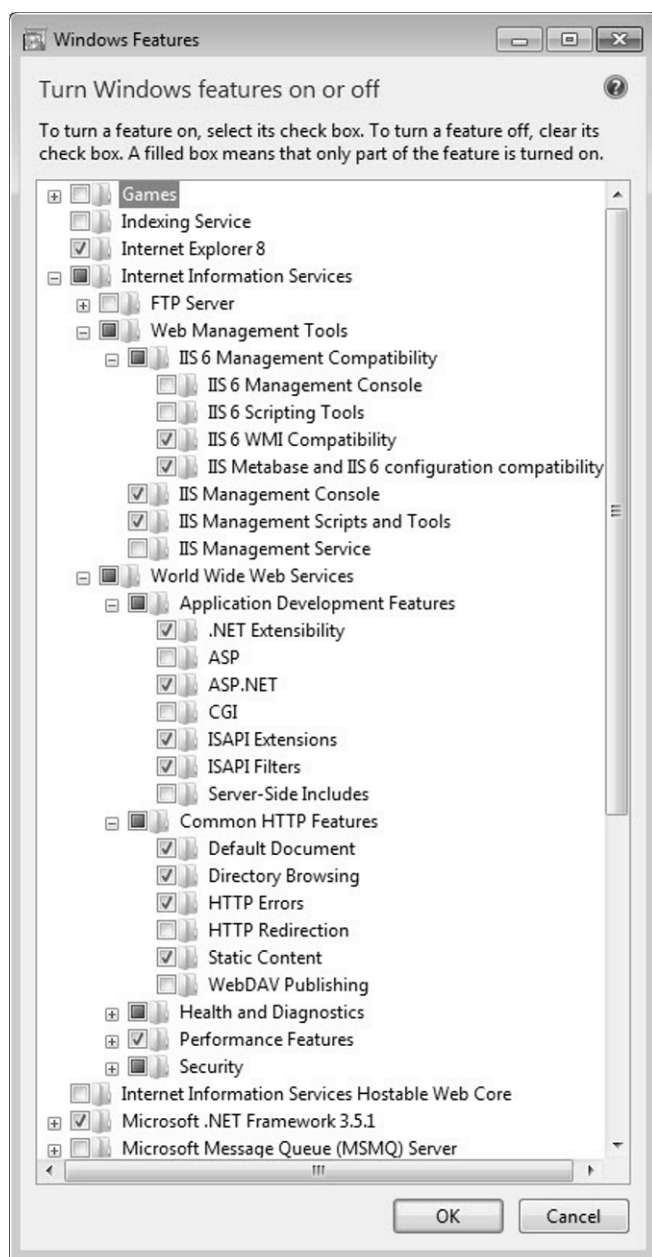 Windows Features
Turn Windows features on or off
To turn a feature on, select its check box. To turn a feature off, clear its
check box. A filled box means that only part of the feature is turned on.
Games
Indexing Service
Internet Explorer 8
Internet Information Services
FTP Server
Web Management Tools
IIS 6 Management Compatibility
IIS 6 Management Console
IIS 6 Scripting Tools
IIS 6 WMI Compatibility
IIS Metabase and IIS 6 configuration compatibility
IIS Management Console
IIS Management Scripts and Tools
IIS Management Service
World Wide Web Services
Application Development Features
.NET Extensibility
ASP
ASP.NET
CGI
ISAPI Extensions
ISAPI Filters
Server-Side Includes
Common HTTP Features
Default Document
Directory Browsing
HTTP Errors
HTTP Redirection
Static Content
WebDAV Publishing
Health and Diagnostics
Performance Features
Security
Internet Information Services Hostable Web Core
Microsoft .NET Framework 3.5.1
Microsoft Message Queue (MSMQ) Server
OK
Cancel